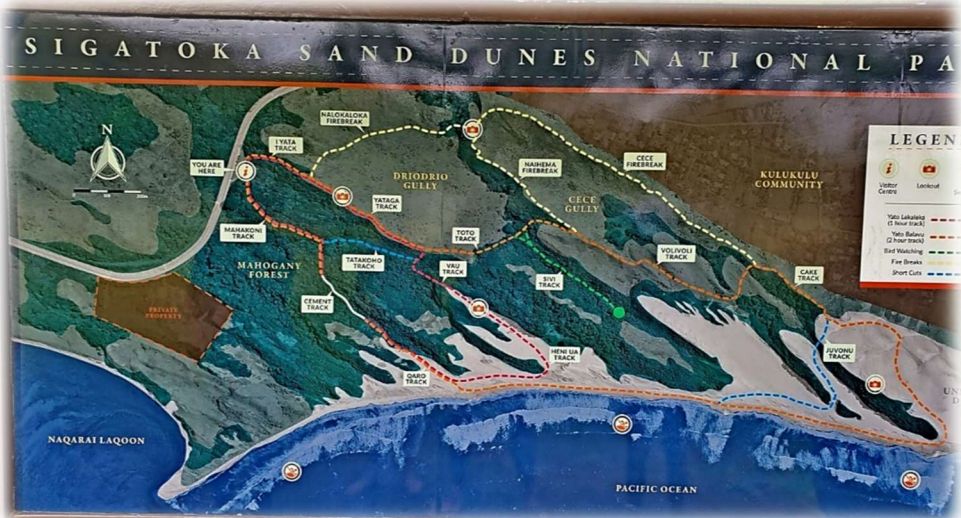 SIGATOKA SAND DUNES NATIONAL PA
NALOKALOKA
FIREBREAK
I YATA
TRACK
N
YOU ARE
HERE
i
DRIODRIO
GULLY
NAIHEMA
FIREBREAK
CECE
FIREBREAK
KULUKULU
COMMUNITY
LEGEN
i
Visitor
Centre
Lookout
YATAGA
TRACK
CECE
GULLY
Yato Lekaleka
(1 hour track)
Yato Balavu
(2 hour track)
Bird Watching
Fire Breaks
Short Cuts
MAHAKONI
TRACK
TOTO
TRACK
MAHOGANY
FOREST
TATAKOHO
TRACK
VAU
TRACK
SIVI
TRACK
VOLIVOLI
TRACK
CAKE
TRACK
CEMENT
TRACK
PRIVATE
PROPERTY
HENI UA
TRACK
JUVONU
TRACK
QARO
TRACK
UN
D
NAQARAI LAQOON
PACIFIC OCEAN